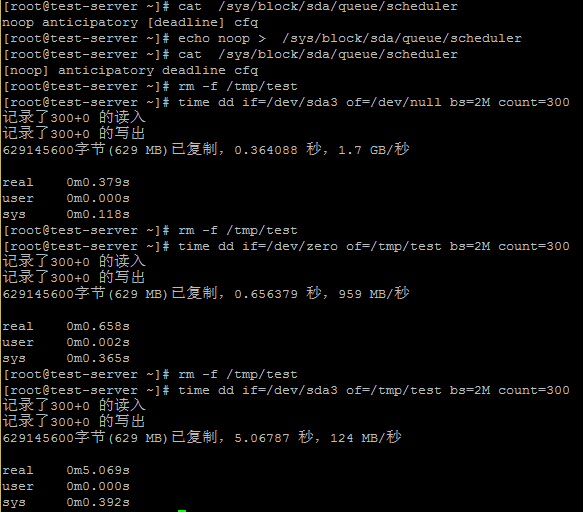 [root@test-server ~]# cat  /sys/block/sda/queue/scheduler
noop anticipatory [deadline] cfq
[root@test-server ~]# echo noop >  /sys/block/sda/queue/scheduler
[root@test-server ~]# cat  /sys/block/sda/queue/scheduler
[noop] anticipatory deadline cfq
[root@test-server ~]# rm -f /tmp/test
[root@test-server ~]# time dd if=/dev/sda3 of=/dev/null bs=2M count=300
记录了300+0 的读入
记录了300+0 的写出
629145600字节(629 MB)已复制，0.364088 秒，1.7 GB/秒
real    0m0.379s
user    0m0.000s
sys     0m0.118s
[root@test-server ~]# rm -f /tmp/test
[root@test-server ~]# time dd if=/dev/zero of=/tmp/test bs=2M count=300
记录了300+0 的读入
记录了300+0 的写出
629145600字节(629 MB)已复制，0.656379 秒，959 MB/秒
real    0m0.658s
user    0m0.002s
sys     0m0.365s
[root@test-server ~]# rm -f /tmp/test
[root@test-server ~]# time dd if=/dev/sda3 of=/tmp/test bs=2M count=300
记录了300+0 的读入
记录了300+0 的写出
629145600字节(629 MB)已复制，5.06787 秒，124 MB/秒
real    0m5.069s
user    0m0.000s
sys     0m0.392s